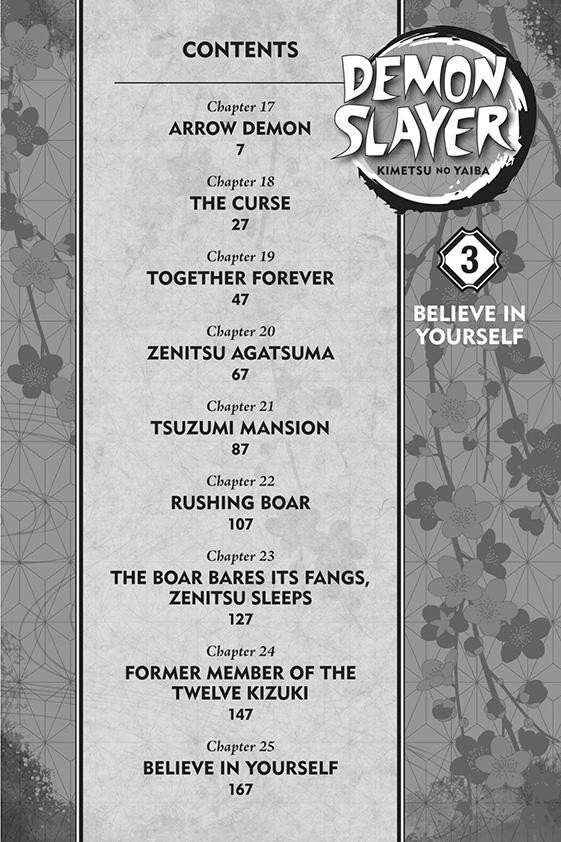 CONTENTS
Chapter 17
ARROW DEMON
7
Chapter 18
THE CURSE
27
Chapter 19
TOGETHER FOREVER
47
Chapter 20
ZENITSU AGATSUMA
67
Chapter 21
TSUZUMI MANSION
87
Chapter 22
RUSHING BOAR
107
Chapter 23
THE BOAR BARES ITS FANGS,
ZENITSU SLEEPS
127
Chapter 24
FORMER MEMBER OF THE
TWELVE KIZUKI
147
Chapter 25
BELIEVE IN YOURSELF
167
DEMON
SLAYER
KIMETSU NO YAIBA
3
BELIEVE IN
YOURSELF